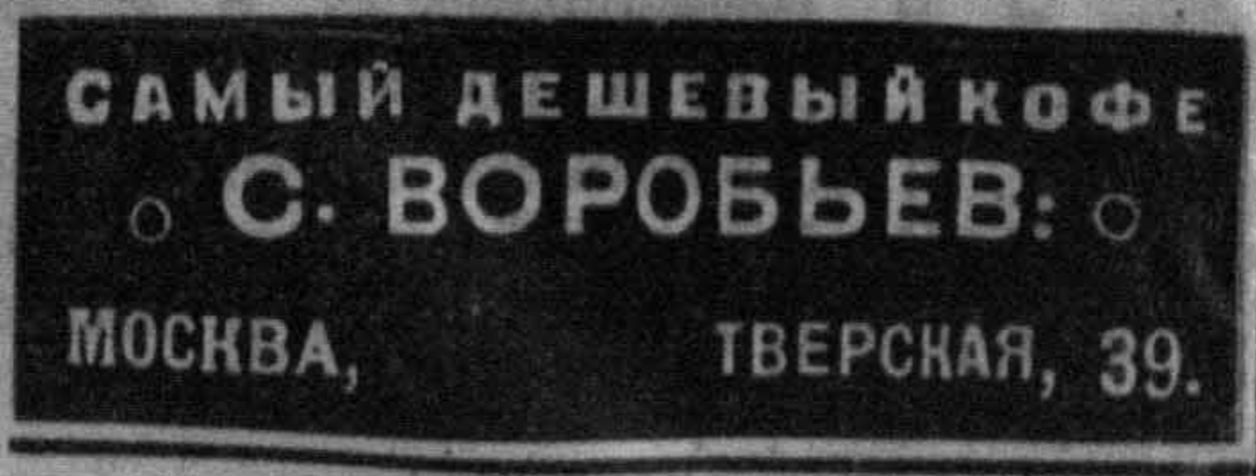 САМЫЙ ДЕШЕВЫЙ КОФЕ
С. ВОРОБЬЕВ:
МОСКВА, ТВЕРСКАЯ, 39.